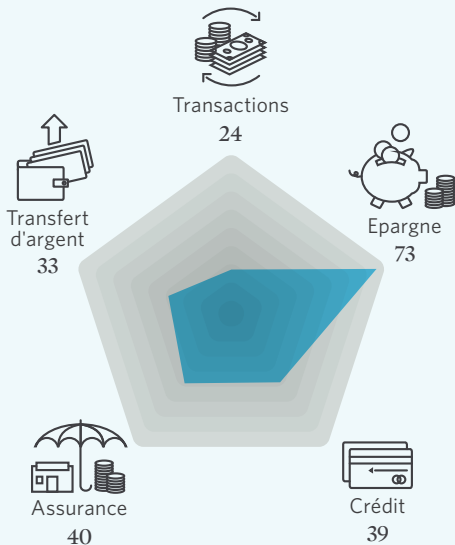 Transactions
24
Epargne
73
Crédit
39
Assurance
40
Transfert
d'argent
33